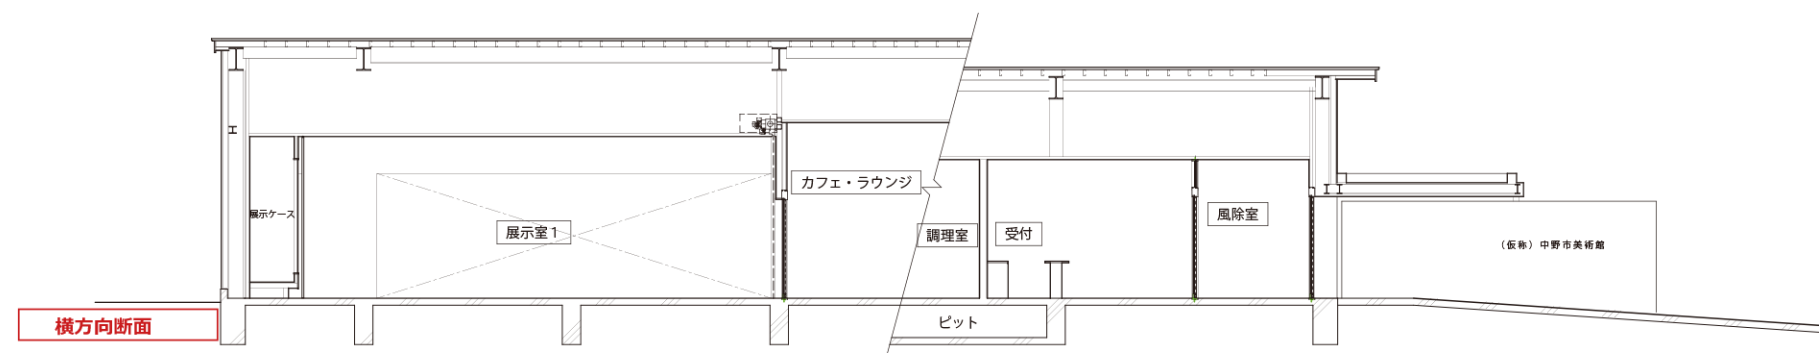 カフェ・ラウンジ
展示ケース
展示室1
調理室
受付
風除室
（仮称）中野市美術館
横方向断面
ピット